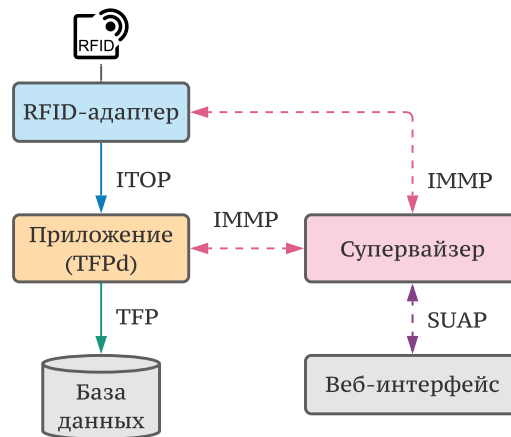 RFID
RFID-адаптер
ITOP
IMMP
IMMP
Приложение
(TFPd)
Супервайзер
TFP
SUAP
База
данных
Веб-интерфейс